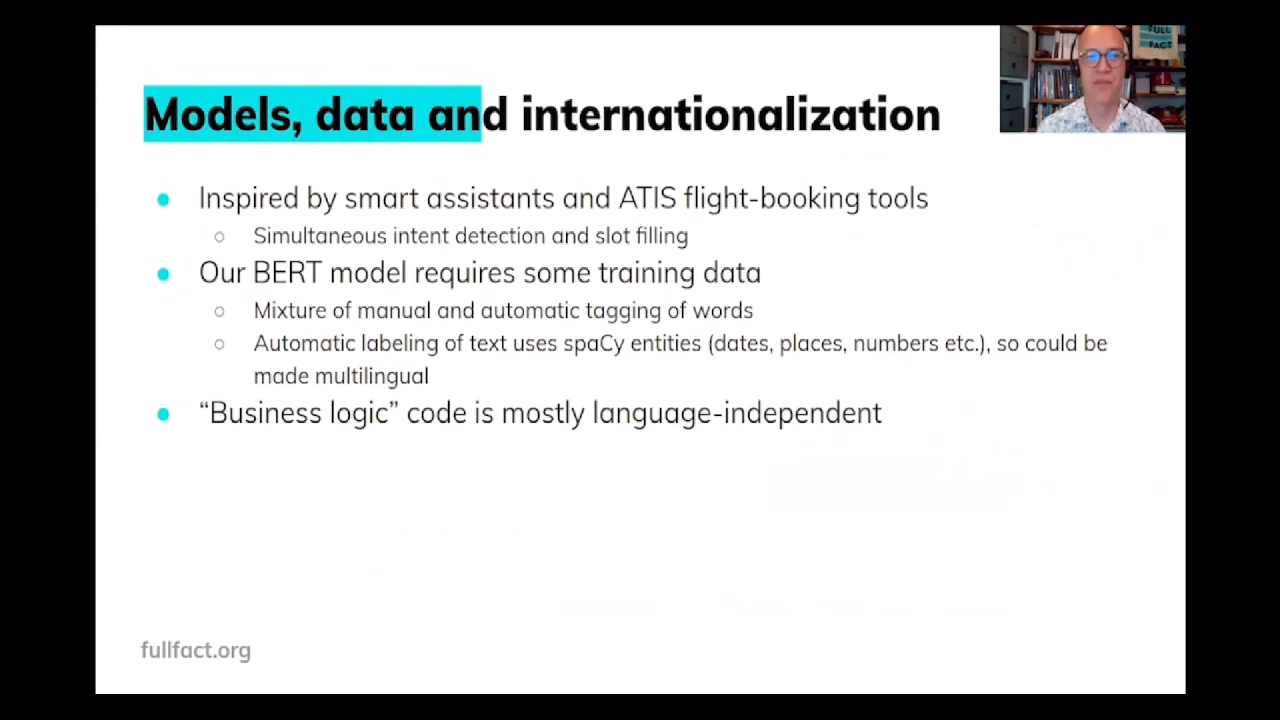 FULL
FACT
Models, data and internationalization
● Inspired by smart assistants and ATIS flight-booking tools
○ Simultaneous intent detection and slot filling
● Our BERT model requires some training data
○ Mixture of manual and automatic tagging of words
○ Automatic labeling of text uses spaCy entities (dates, places, numbers etc.), so could be
made multilingual
● “Business logic” code is mostly language-independent
fullfact.org